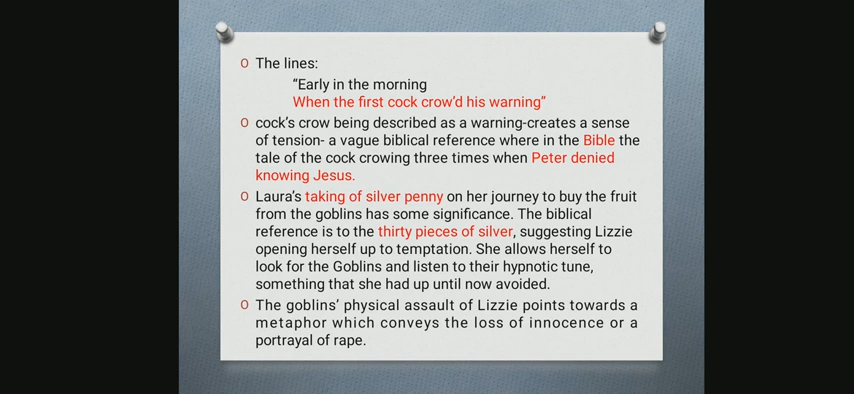 O The lines:
"Early in the morning
When the first cock crow'd his warning"
O cock's crow being described as a warning-creates a sense
of tension- a vague biblical reference where in the Bible the
tale of the cock crowing three times when Peter denied
knowing Jesus.
O Laura's taking of silver penny on her journey to buy the fruit
from the goblins has some significance. The biblical
reference is to the thirty pieces of silver, suggesting Lizzie
opening herself up to temptation. She allows herself to
look for the Goblins and listen to their hypnotic tune,
something that she had up until now avoided.
O The goblins' physical assault of Lizzie points towards a
metaphor which conveys the loss of innocence or a
portrayal of rape.